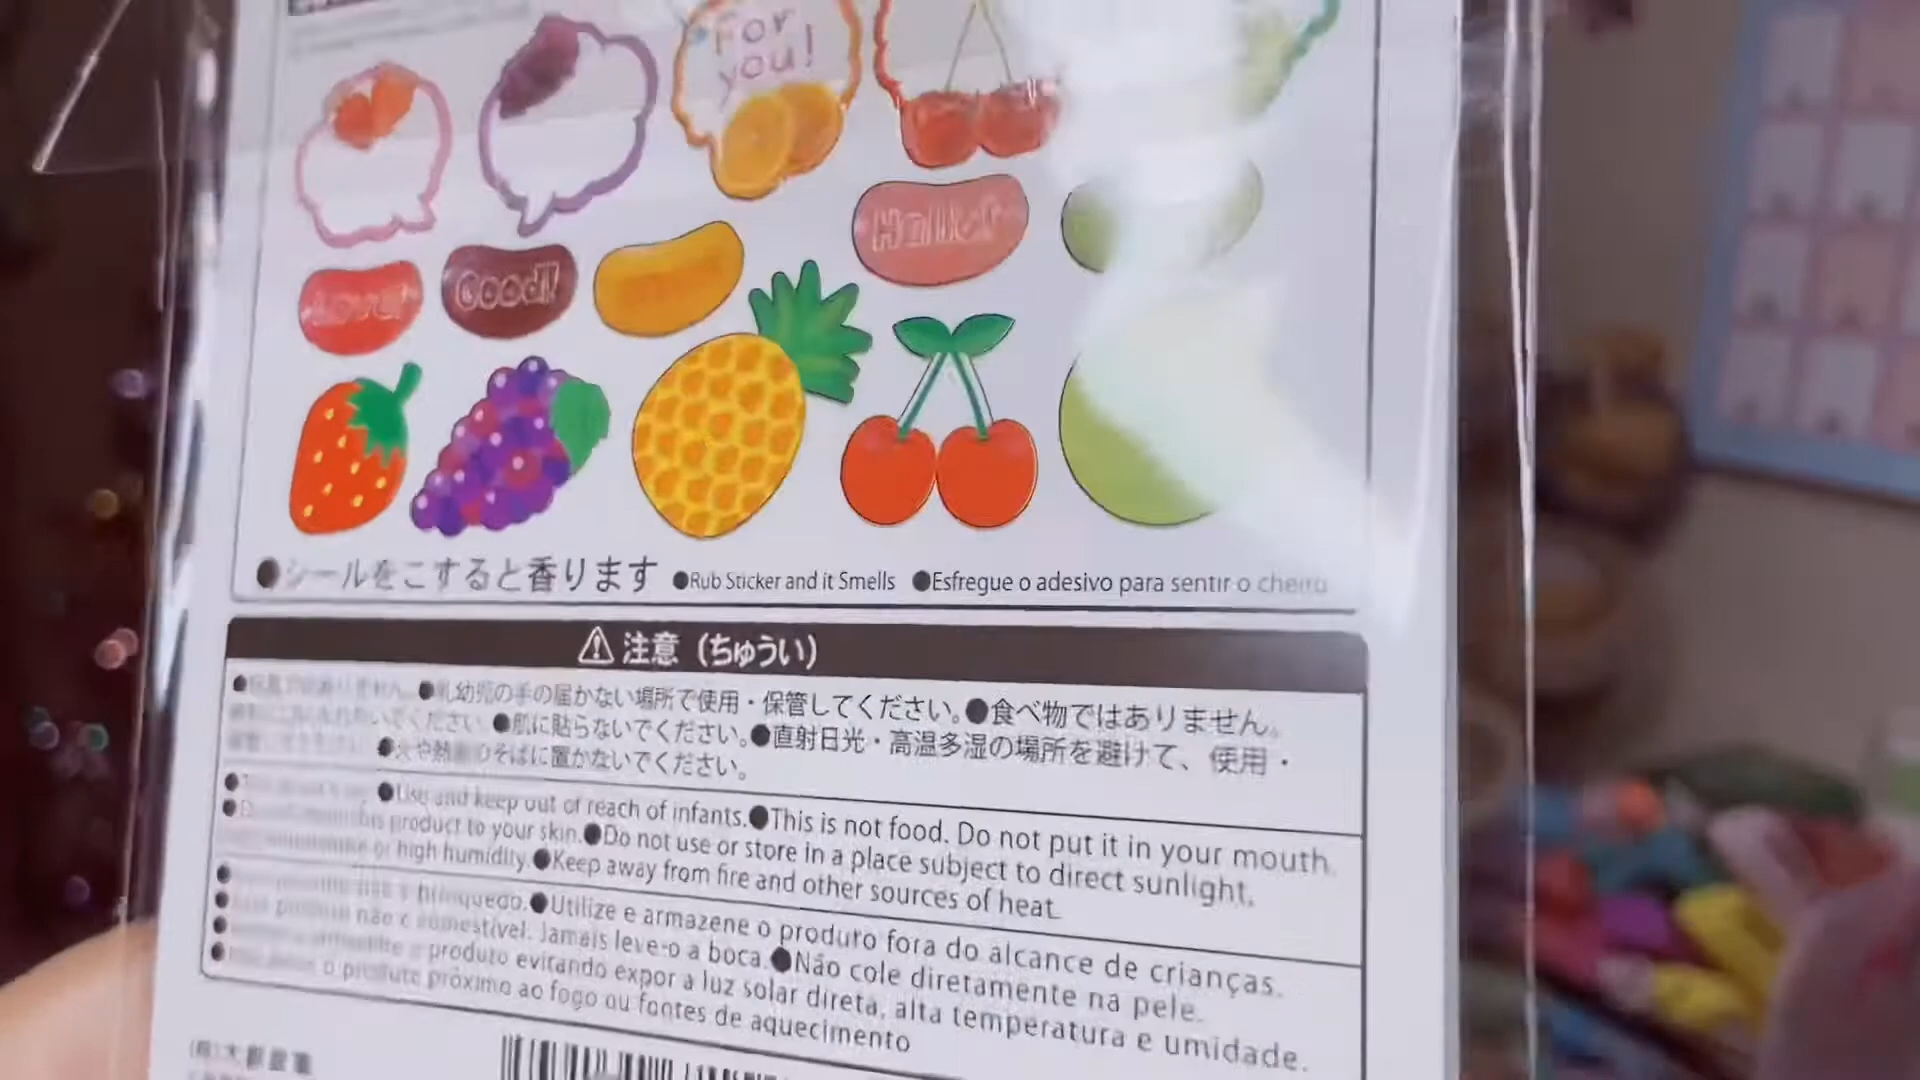 For
you!
Hello!
Love!
Good!
●シールをこすると香ります ●Rub Sticker and it Smells ●Esfregue o adesivo para sentir o cheiro
⚠ 注意（ちゅうい）
●乳幼児の手の届かない場所で使用・保管してください。●食べ物ではありません。
ください。●肌に貼らないでください。●直射日光・高温多湿の場所を避けて、使用・
●火や熱源のそばに置かないでください。
●Use and keep out of reach of infants.●This is not food. Do not put it in your mouth.
this product to your skin.●Do not use or store in a place subject to direct sunlight,
or high humidity.●Keep away from fire and other sources of heat.
brinquedo.●Utilize e armazene o produto fora do alcance de crianças.
produto não é comestível. Jamais leve-o a boca.●Não cole diretamente na pele.
o produto evitando expor a luz solar direta, alta temperatura e umidade.
o produto próximo ao fogo ou fontes de aquecimento